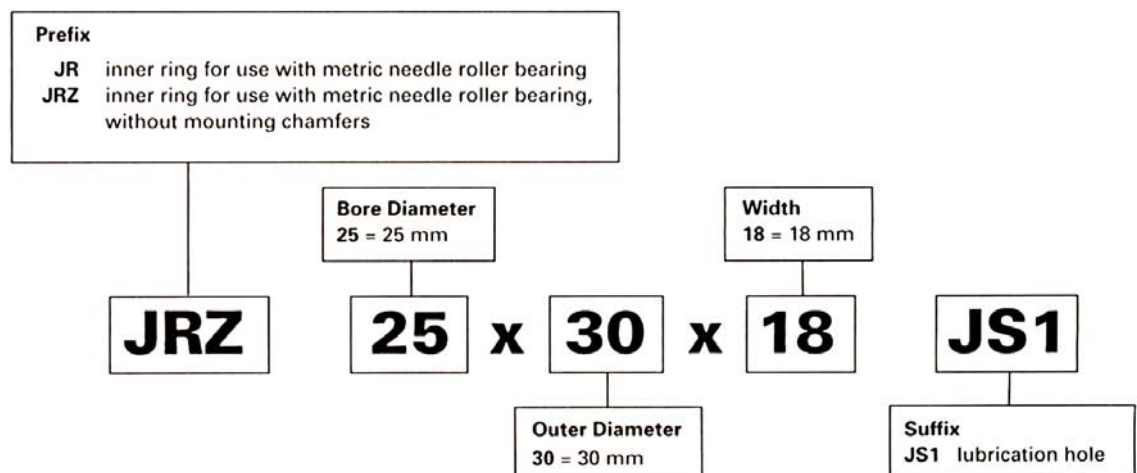 Prefix
JR inner ring for use with metric needle roller bearing
JRZ inner ring for use with metric needle roller bearing,
without mounting chamfers
Bore Diameter
25 = 25 mm
Width
18 = 18 mm
JRZ 25 x 30 x 18 JS1
Outer Diameter
30 = 30 mm
Suffix
JS1 lubrication hole